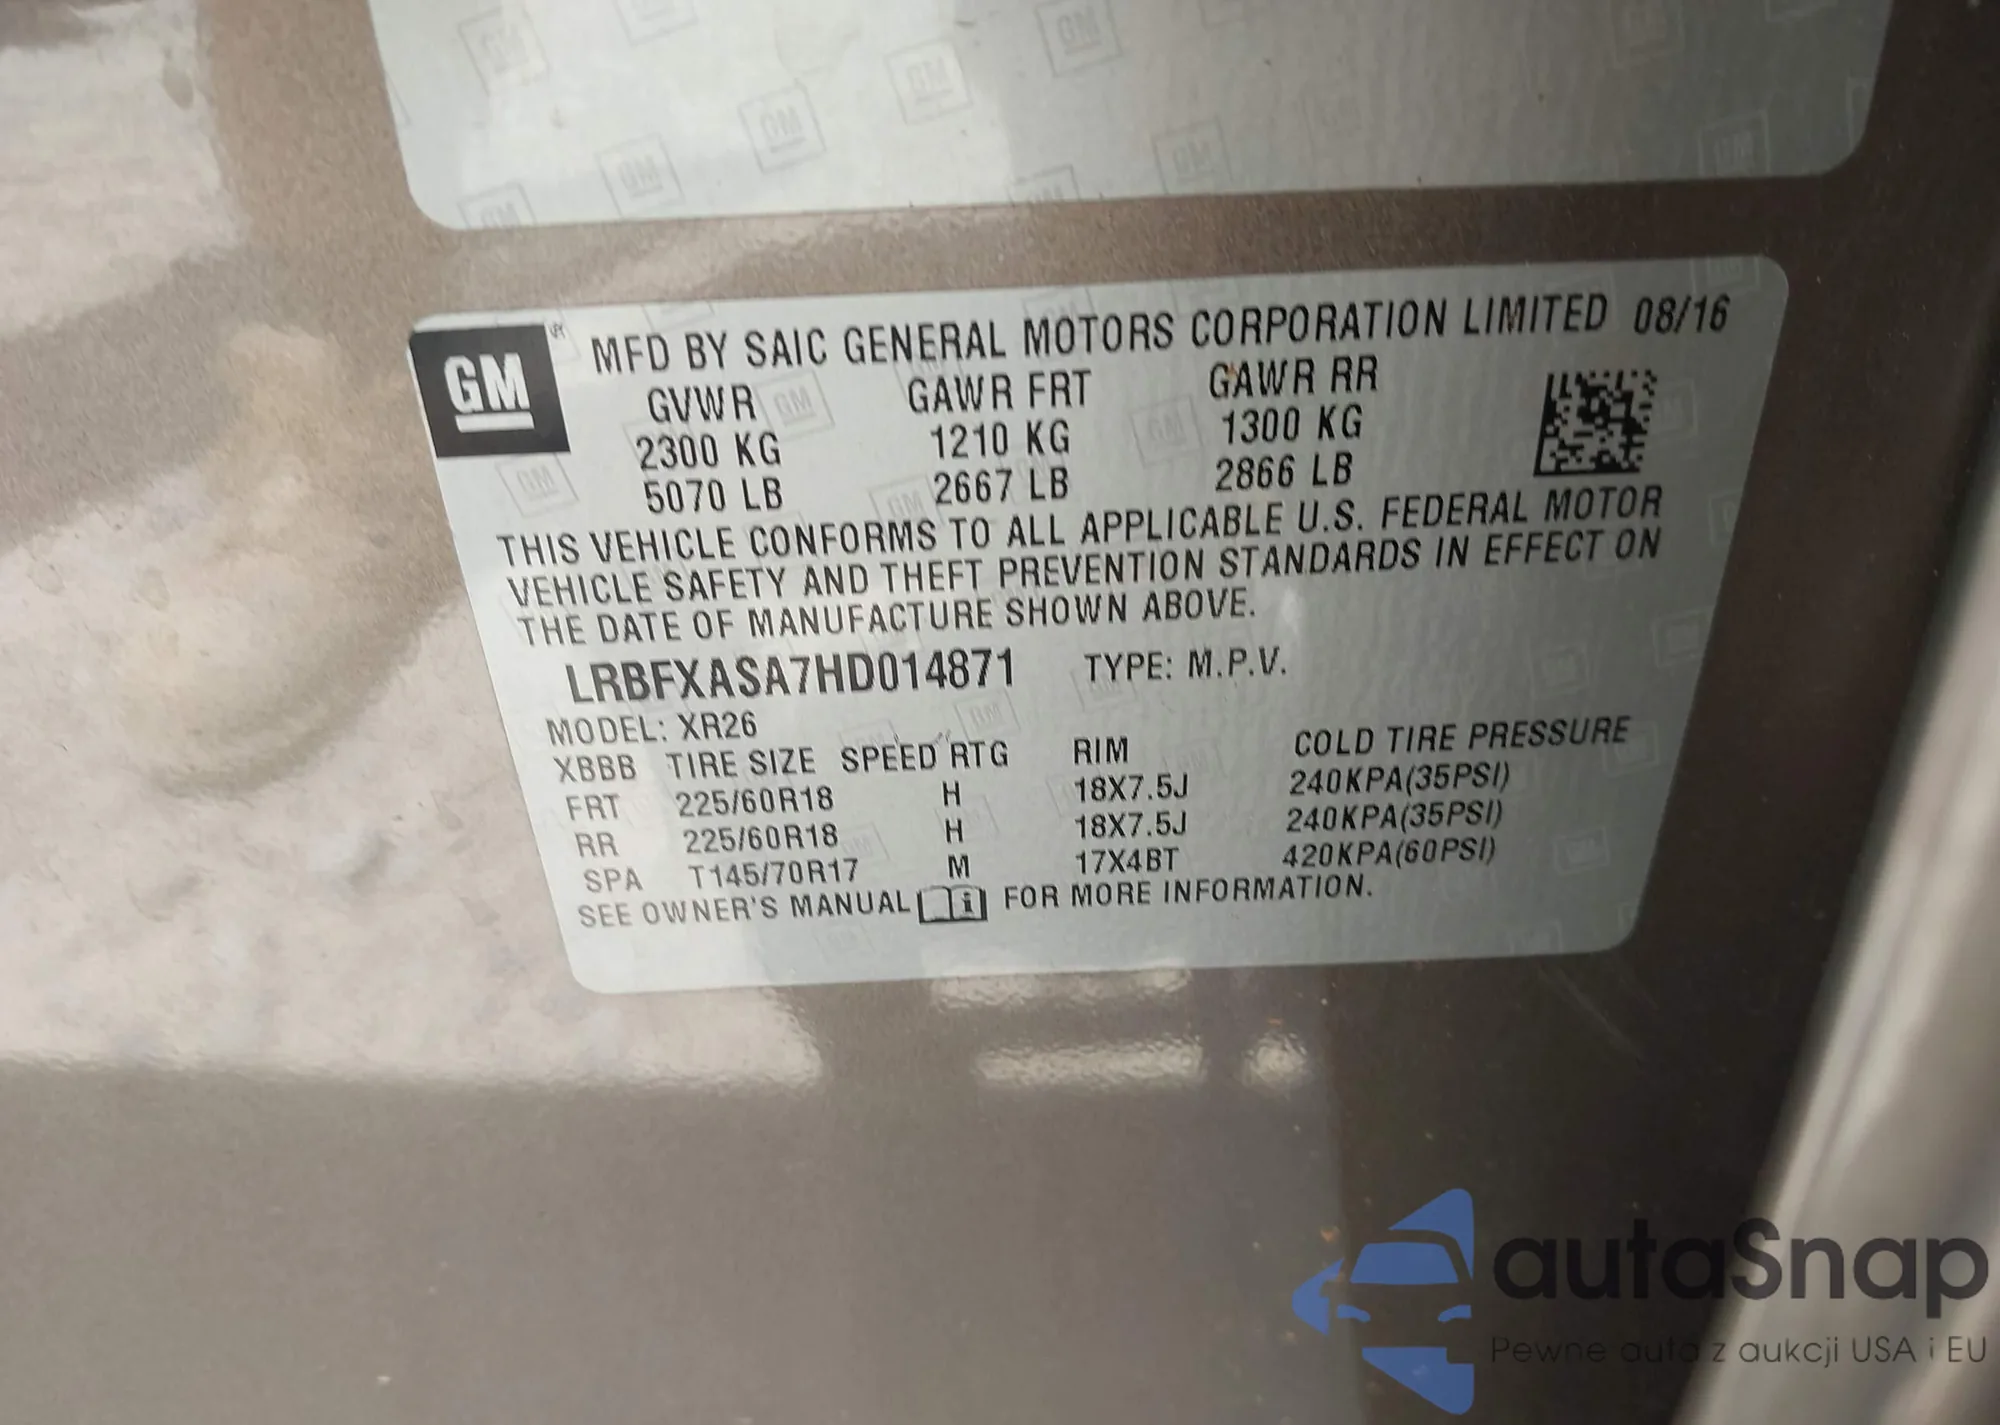 GM
MFD BY SAIC GENERAL MOTORS CORPORATION LIMITED 08/16
GVWR GAWR FRT GAWR RR
2300 KG 1210 KG 1300 KG
5070 LB 2667 LB 2866 LB
THIS VEHICLE CONFORMS TO ALL APPLICABLE U.S. FEDERAL MOTOR
VEHICLE SAFETY AND THEFT PREVENTION STANDARDS IN EFFECT ON
THE DATE OF MANUFACTURE SHOWN ABOVE.
LRBFXASA7HD014871 TYPE: M.P.V.
MODEL: XR26
XBBB TIRE SIZE SPEED RTG RIM COLD TIRE PRESSURE
FRT 225/60R18 H 18X7.5J 240KPA(35PSI)
RR 225/60R18 H 18X7.5J 240KPA(35PSI)
SPA T145/70R17 M 17X4BT 420KPA(60PSI)
SEE OWNER'S MANUAL i FOR MORE INFORMATION.
autaSnap
Pewne auta z aukcji USA i EU